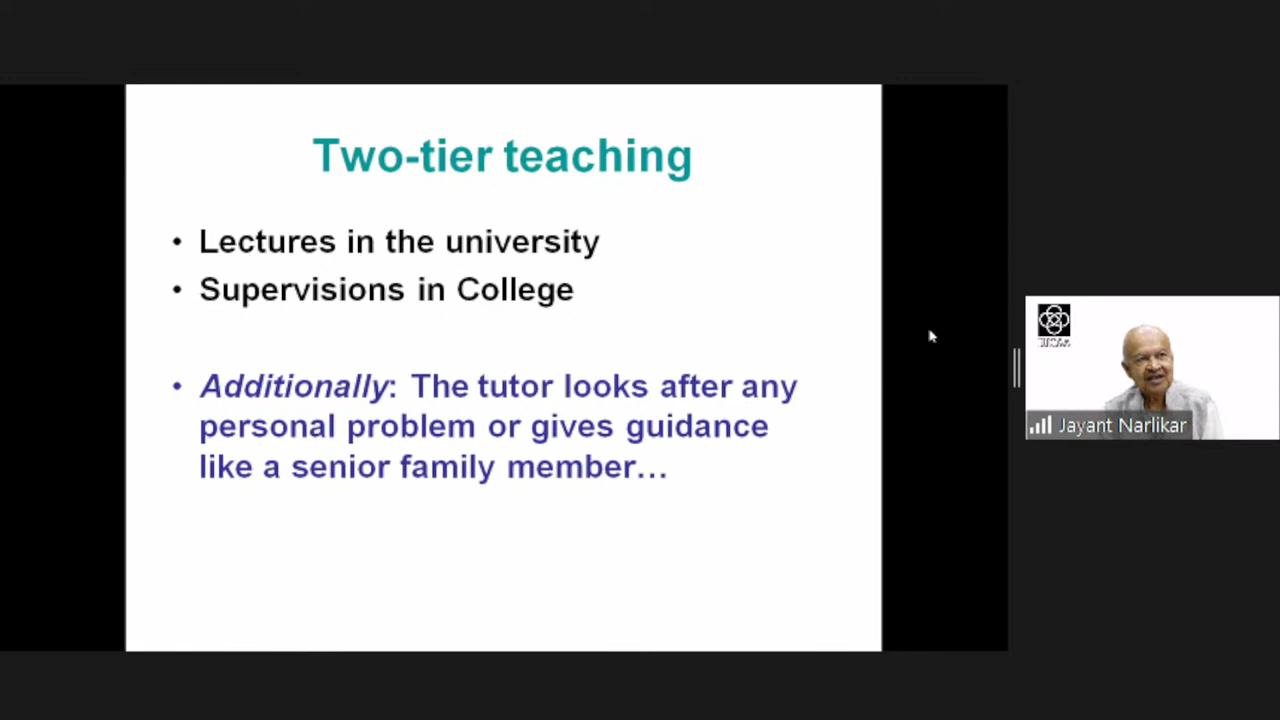 Two-tier teaching
• Lectures in the university
• Supervisions in College
• Additionally: The tutor looks after any
personal problem or gives guidance
like a senior family member…
Jayant Narlikar